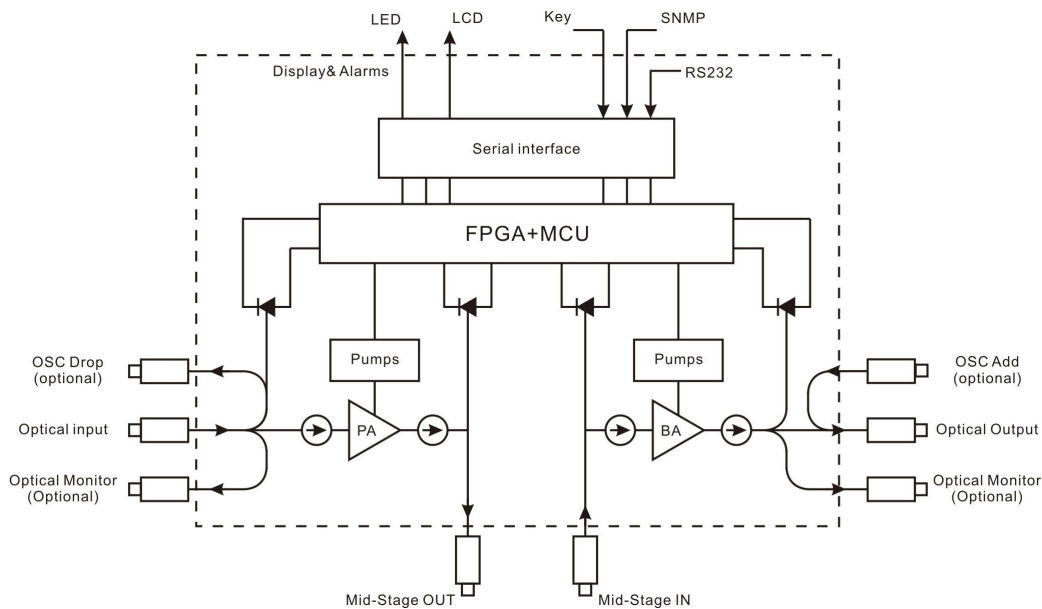 LED
LCD
Key
SNMP
Display& Alarms
RS232
Serial interface
FPGA+MCU
Pumps
Pumps
OSC Drop
(optional)
OSC Add
(optional)
Optical input
PA
BA
Optical Output
Optical Monitor
(Optional)
Optical Monitor
(Optional)
Mid-Stage OUT
Mid-Stage IN